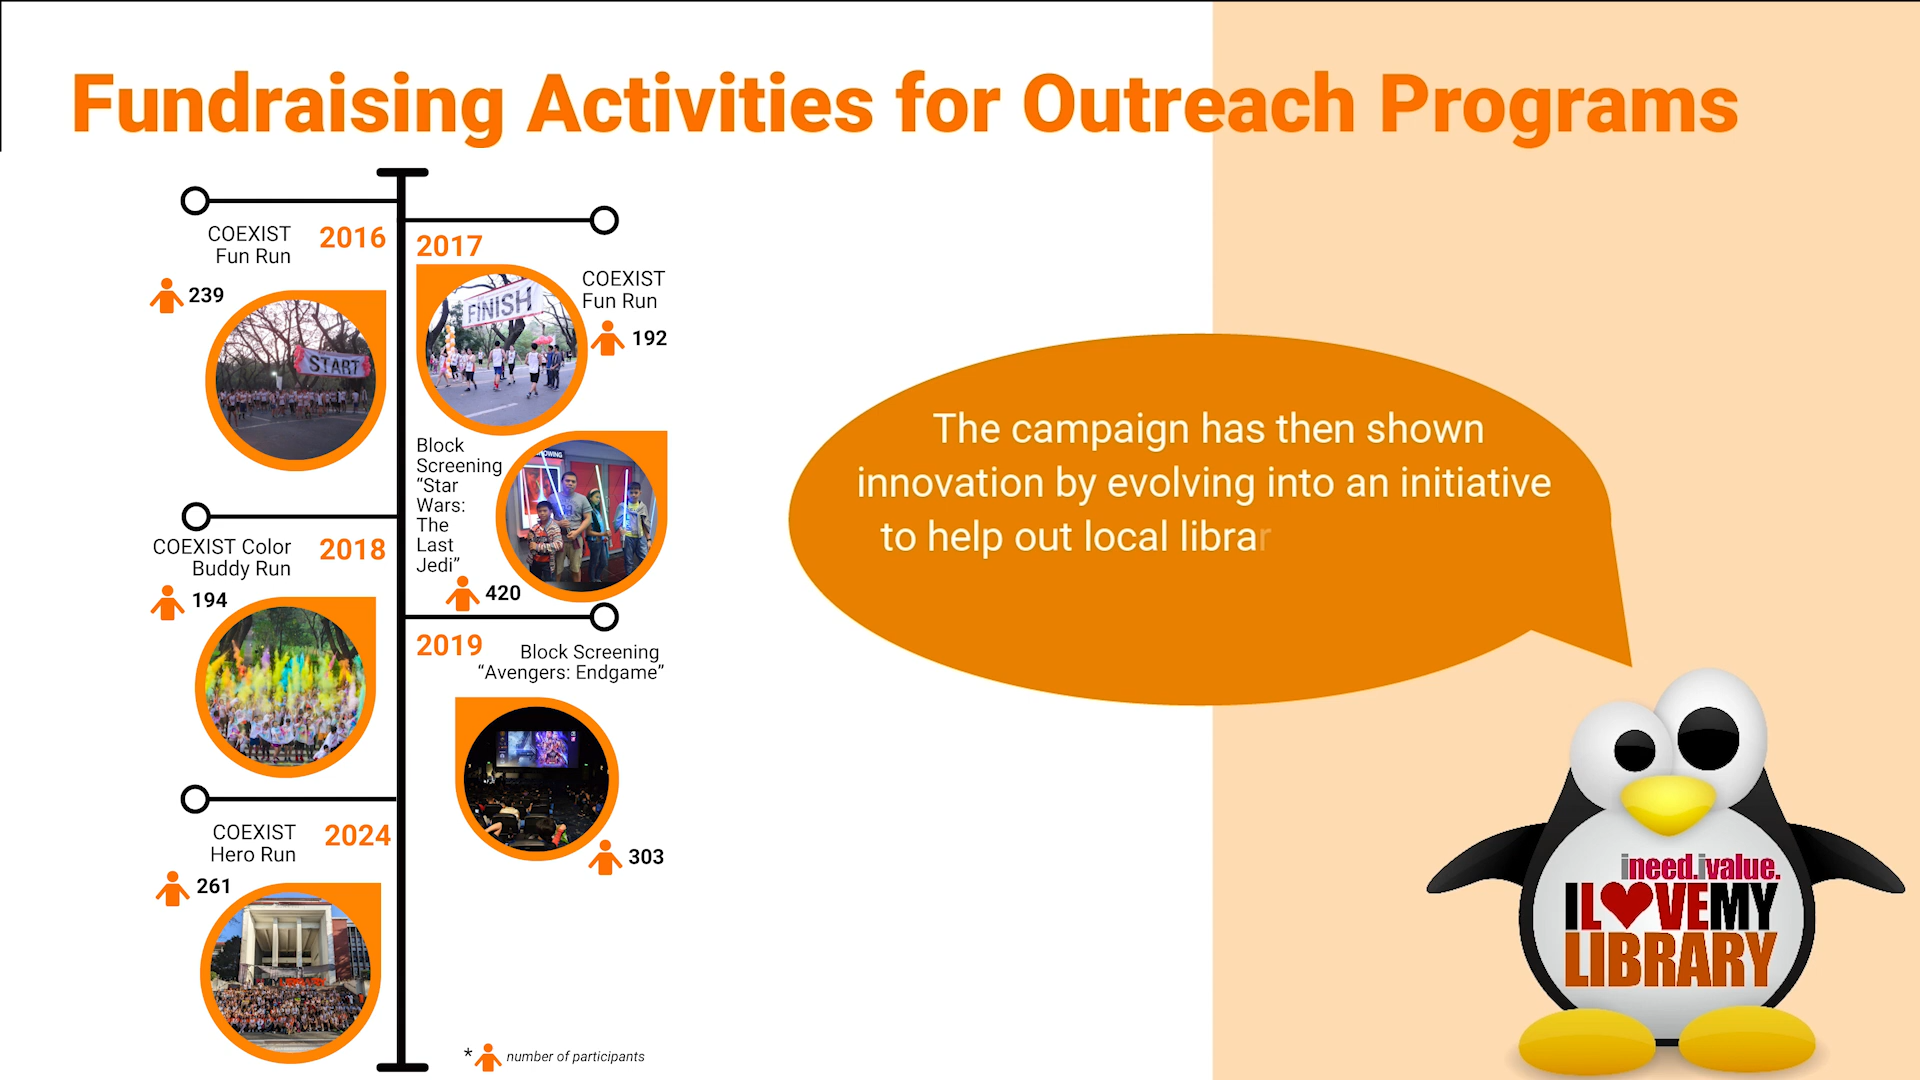 Fundraising Activities for Outreach Programs
COEXIST
Fun Run
2016
239
START
2017
COEXIST
Fun Run
192
FINISH
Block
Screening
“Star
Wars:
The
Last
Jedi”
420
COEXIST Color
Buddy Run
2018
194
2019
Block Screening
“Avengers: Endgame”
303
COEXIST
Hero Run
2024
261
* number of participants
The campaign has then shown
innovation by evolving into an initiative
to help out local librar
ineed.ivalue.
IL❤VEMY
LIBRARY